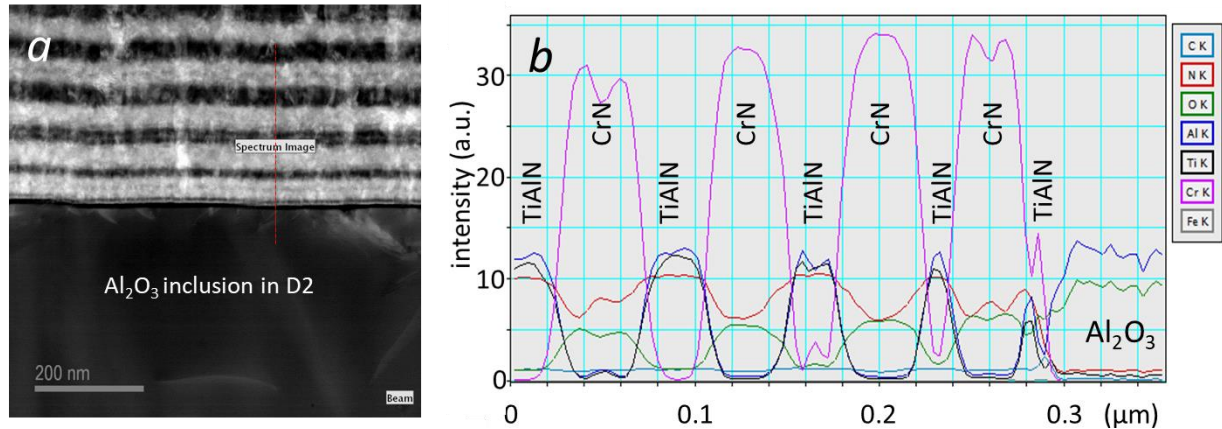 a
Spectrum Image
Al₂O₃ inclusion in D2
200 nm
Beam
b
intensity (a.u.)
30
20
10
0
TiAlN
CrN
TiAlN
CrN
TiAlN
CrN
TiAlN
CrN
TiAlN
Al₂O₃
0
0.1
0.2
0.3
(μm)
C K
N K
O K
Al K
Ti K
Cr K
Fe K